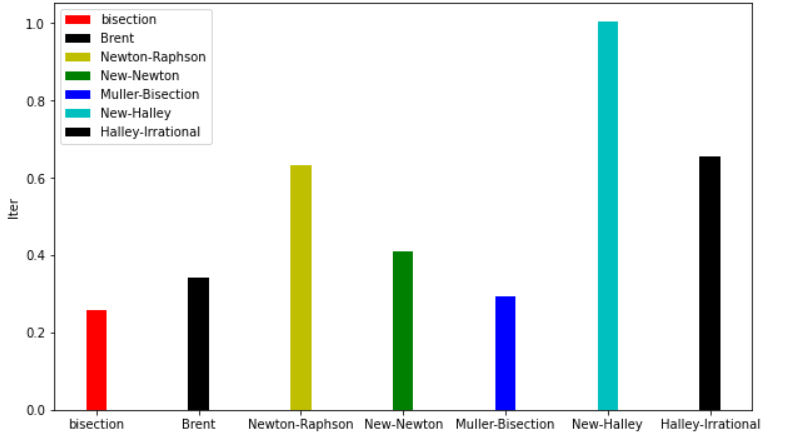 bisection
Brent
Newton-Raphson
New-Newton
Muller-Bisection
New-Halley
Halley-Irrational
Iter
1.0
0.8
0.6
0.4
0.2
0.0
bisection Brent Newton-Raphson New-Newton Muller-Bisection New-Halley Halley-Irrational